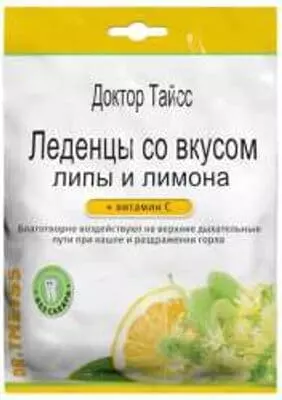 Доктор Тайсс
Леденцы со вкусом
липы и лимона
+ витамин С
Благотворно воздействуют на верхние дыхательные
пути при кашле и раздражении горла
DR.THEISS